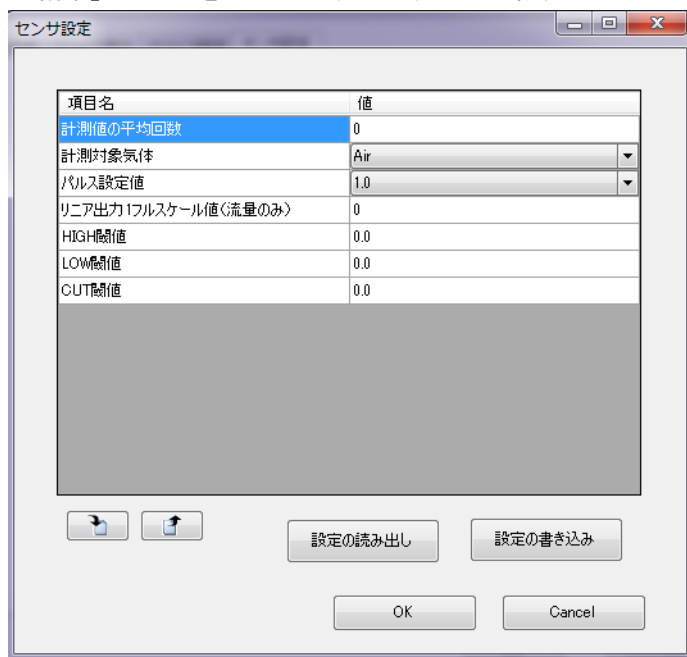 センサ設定
項目名 値
計測値の平均回数 0
計測対象気体 Air
パルス設定値 1.0
リニア出力1フルスケール値(流量のみ) 0
HIGH閾値 0.0
LOW閾値 0.0
CUT閾値 0.0
設定の読み出し 設定の書き込み
OK Cancel